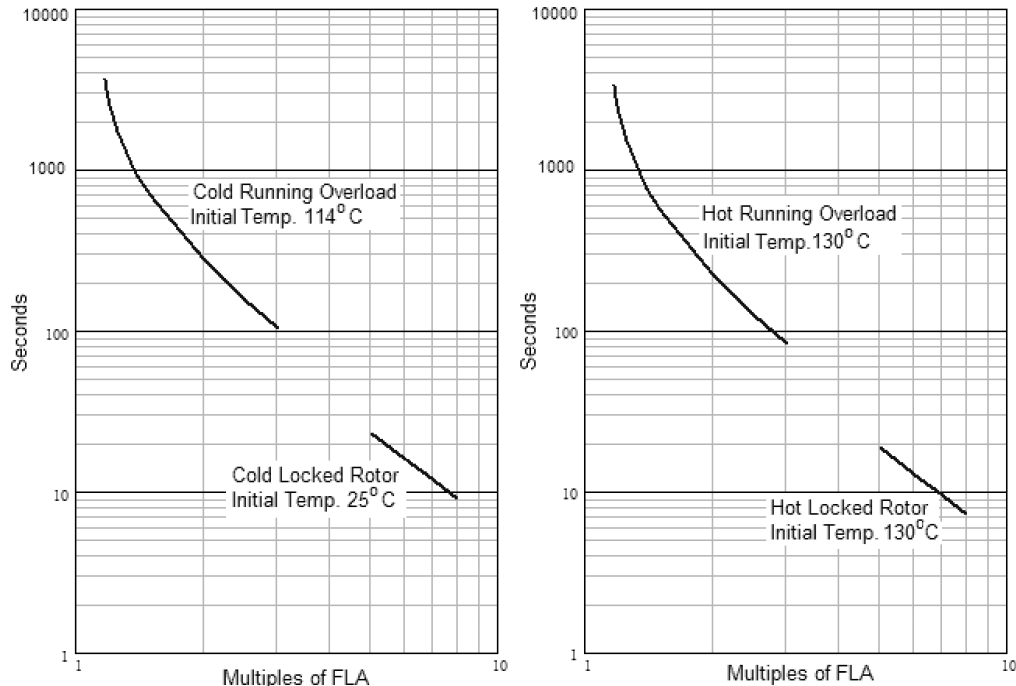 10000
1000
100
10
1
1
10
Seconds
Multiples of FLA
Cold Running Overload
Initial Temp. 114° C
Cold Locked Rotor
Initial Temp. 25° C
10000
1000
100
10
1
1
10
Seconds
Multiples of FLA
Hot Running Overload
Initial Temp.130° C
Hot Locked Rotor
Initial Temp. 130°C